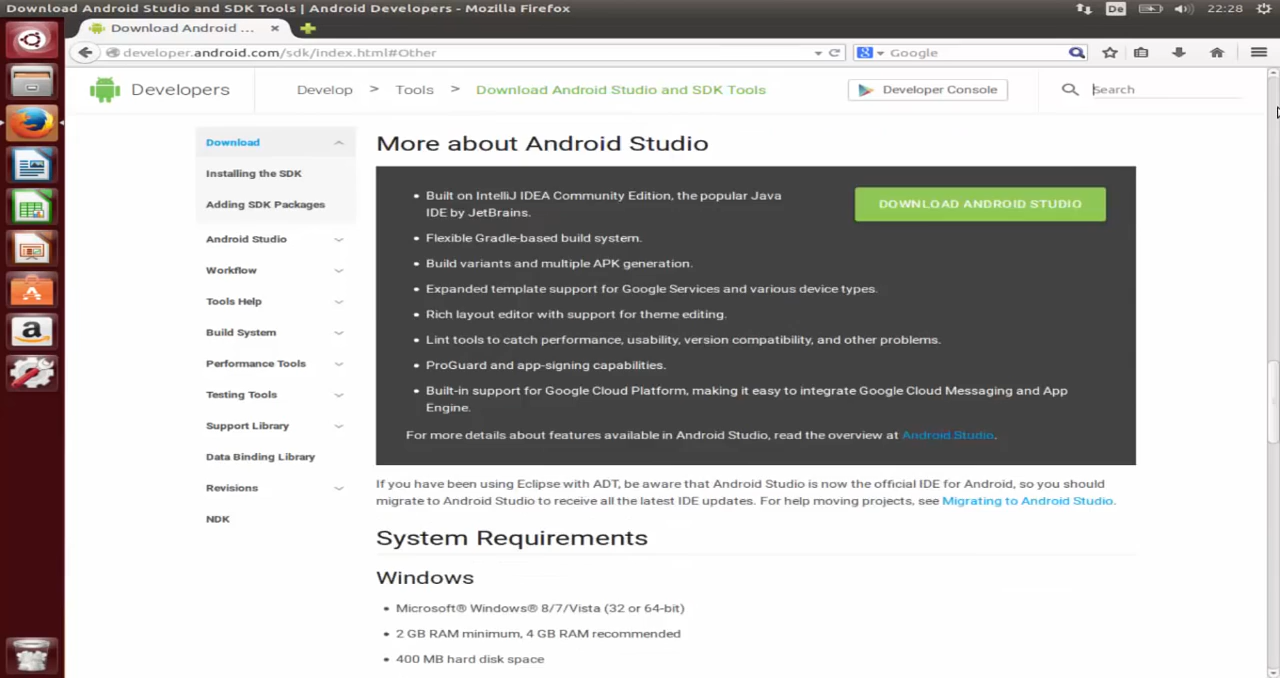 Download Android Studio and SDK Tools | Android Developers - Mozilla Firefox
De
22:28
Download Android ...
developer.android.com/sdk/index.html#Other
Google
Developers
Develop > Tools > Download Android Studio and SDK Tools
Developer Console
Search
Download
Installing the SDK
Adding SDK Packages
Android Studio
Workflow
Tools Help
Build System
Performance Tools
Testing Tools
Support Library
Data Binding Library
Revisions
NDK
More about Android Studio
• Built on IntelliJ IDEA Community Edition, the popular Java
IDE by JetBrains.
DOWNLOAD ANDROID STUDIO
• Flexible Gradle-based build system.
• Build variants and multiple APK generation.
• Expanded template support for Google Services and various device types.
• Rich layout editor with support for theme editing.
• Lint tools to catch performance, usability, version compatibility, and other problems.
• ProGuard and app-signing capabilities.
• Built-in support for Google Cloud Platform, making it easy to integrate Google Cloud Messaging and App
Engine.
For more details about features available in Android Studio, read the overview at Android Studio.
If you have been using Eclipse with ADT, be aware that Android Studio is now the official IDE for Android, so you should
migrate to Android Studio to receive all the latest IDE updates. For help moving projects, see Migrating to Android Studio.
System Requirements
Windows
• Microsoft® Windows® 8/7/Vista (32 or 64-bit)
• 2 GB RAM minimum, 4 GB RAM recommended
• 400 MB hard disk space